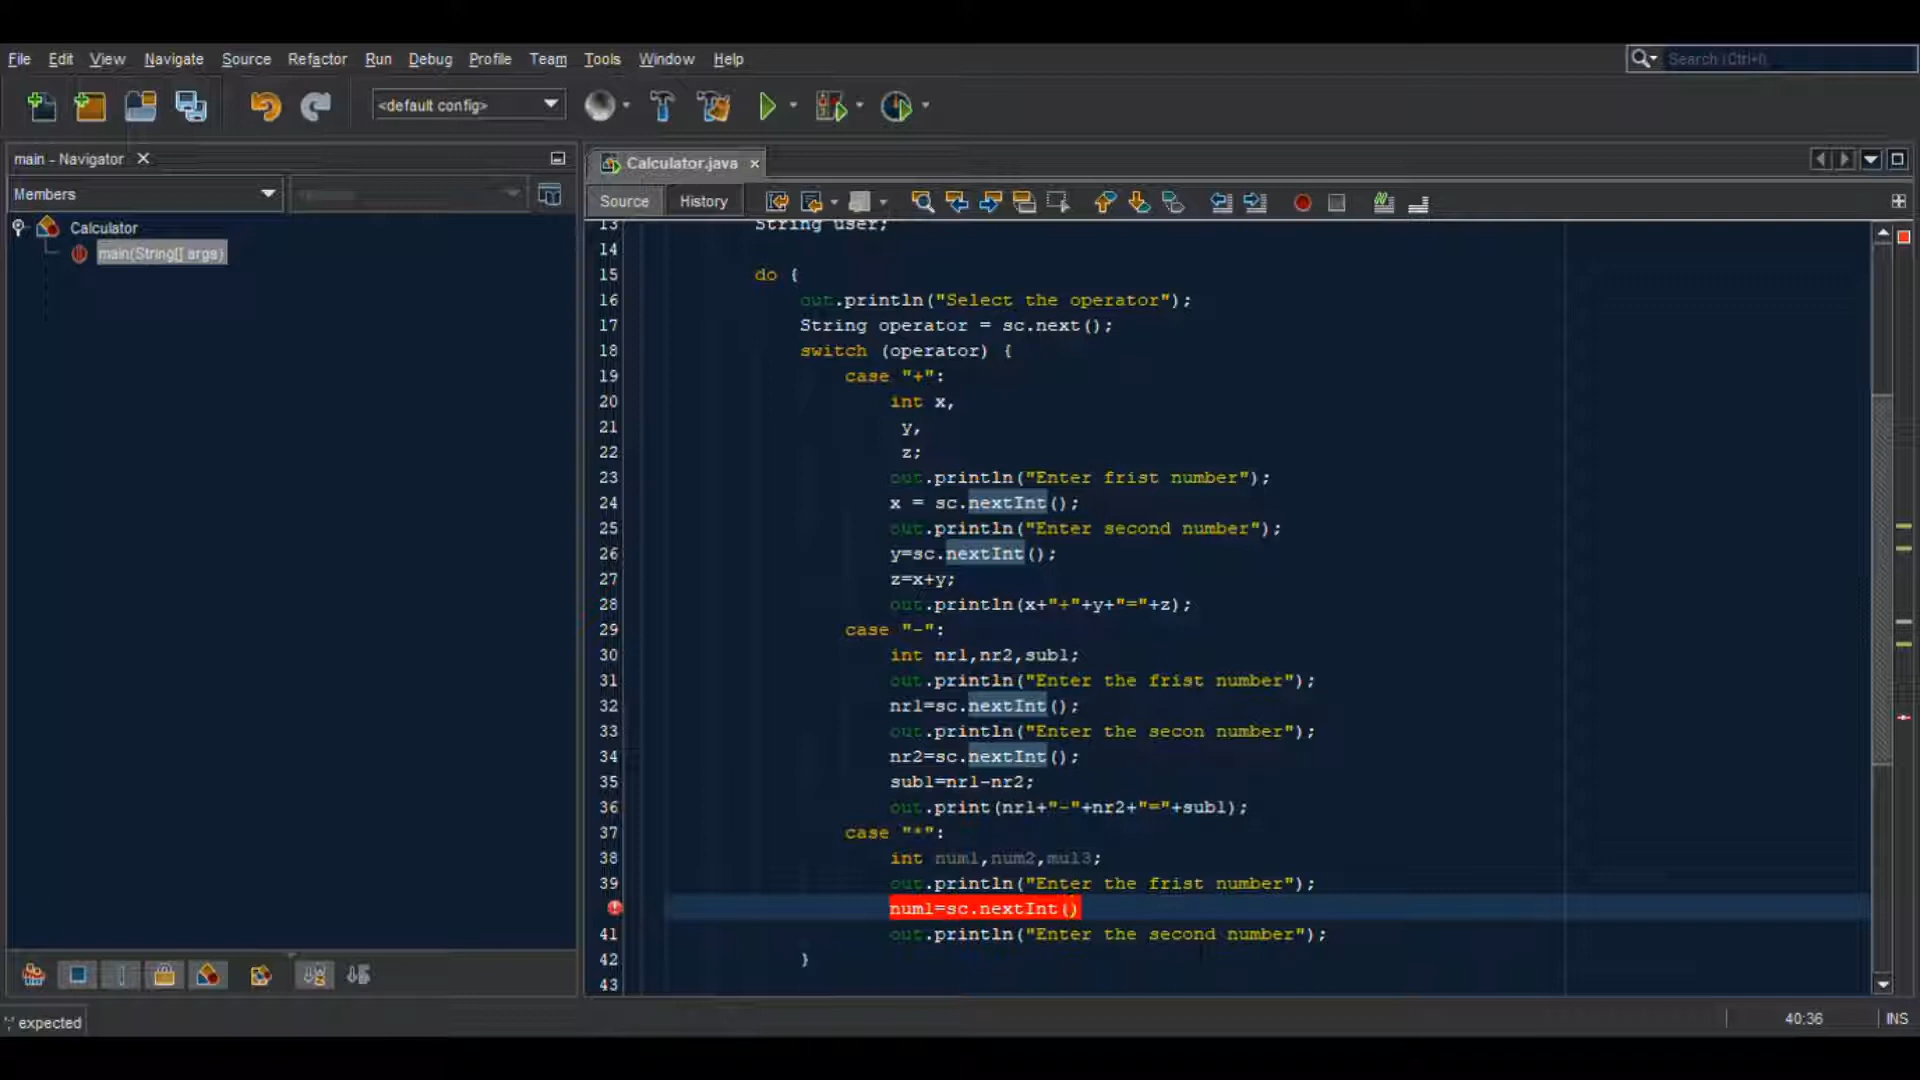 File Edit View Navigate Source Refactor Run Debug Profile Team Tools Window Help
Search (Ctrl+I)
<default config>
main - Navigator
Calculator.java
Members
Source History
Calculator
main(String[] args)
13 String user;
14
15 do {
16 out.println("Select the operator");
17 String operator = sc.next();
18 switch (operator) {
19 case "+":
20 int x,
21 y,
22 z;
23 out.println("Enter frist number");
24 x = sc.nextInt();
25 out.println("Enter second number");
26 y=sc.nextInt();
27 z=x+y;
28 out.println(x+"+"+y+"="+z);
29 case "-":
30 int nr1,nr2,sub1;
31 out.println("Enter the frist number");
32 nr1=sc.nextInt();
33 out.println("Enter the secon number");
34 nr2=sc.nextInt();
35 sub1=nr1-nr2;
36 out.print(nr1+"-"+nr2+"="+sub1);
37 case "*":
38 int num1,num2,mul3;
39 out.println("Enter the frist number");
num1=sc.nextInt()
41 out.println("Enter the second number");
42 }
43
';' expected
40:36 INS